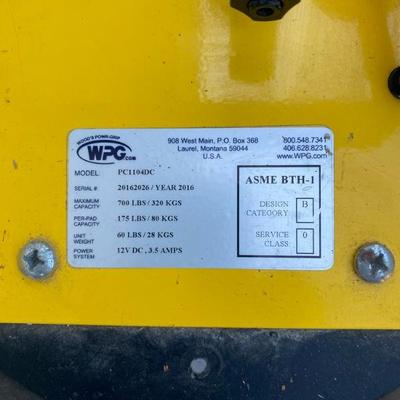 WOOD'S POWR-GRIP
WPG.COM
908 West Main, P.O. Box 368
Laurel, Montana 59044
U.S.A.
800.548.7341
406.628.8231
www.WPG.com
MODEL: PC1104DC
SERIAL # 20162026 / YEAR 2016
MAXIMUM CAPACITY 700 LBS / 320 KGS
PER-PAD CAPACITY 175 LBS / 80 KGS
UNIT WEIGHT 60 LBS / 28 KGS
POWER SYSTEM 12V DC , 3.5 AMPS
ASME BTH-1
DESIGN CATEGORY B
SERVICE CLASS 0